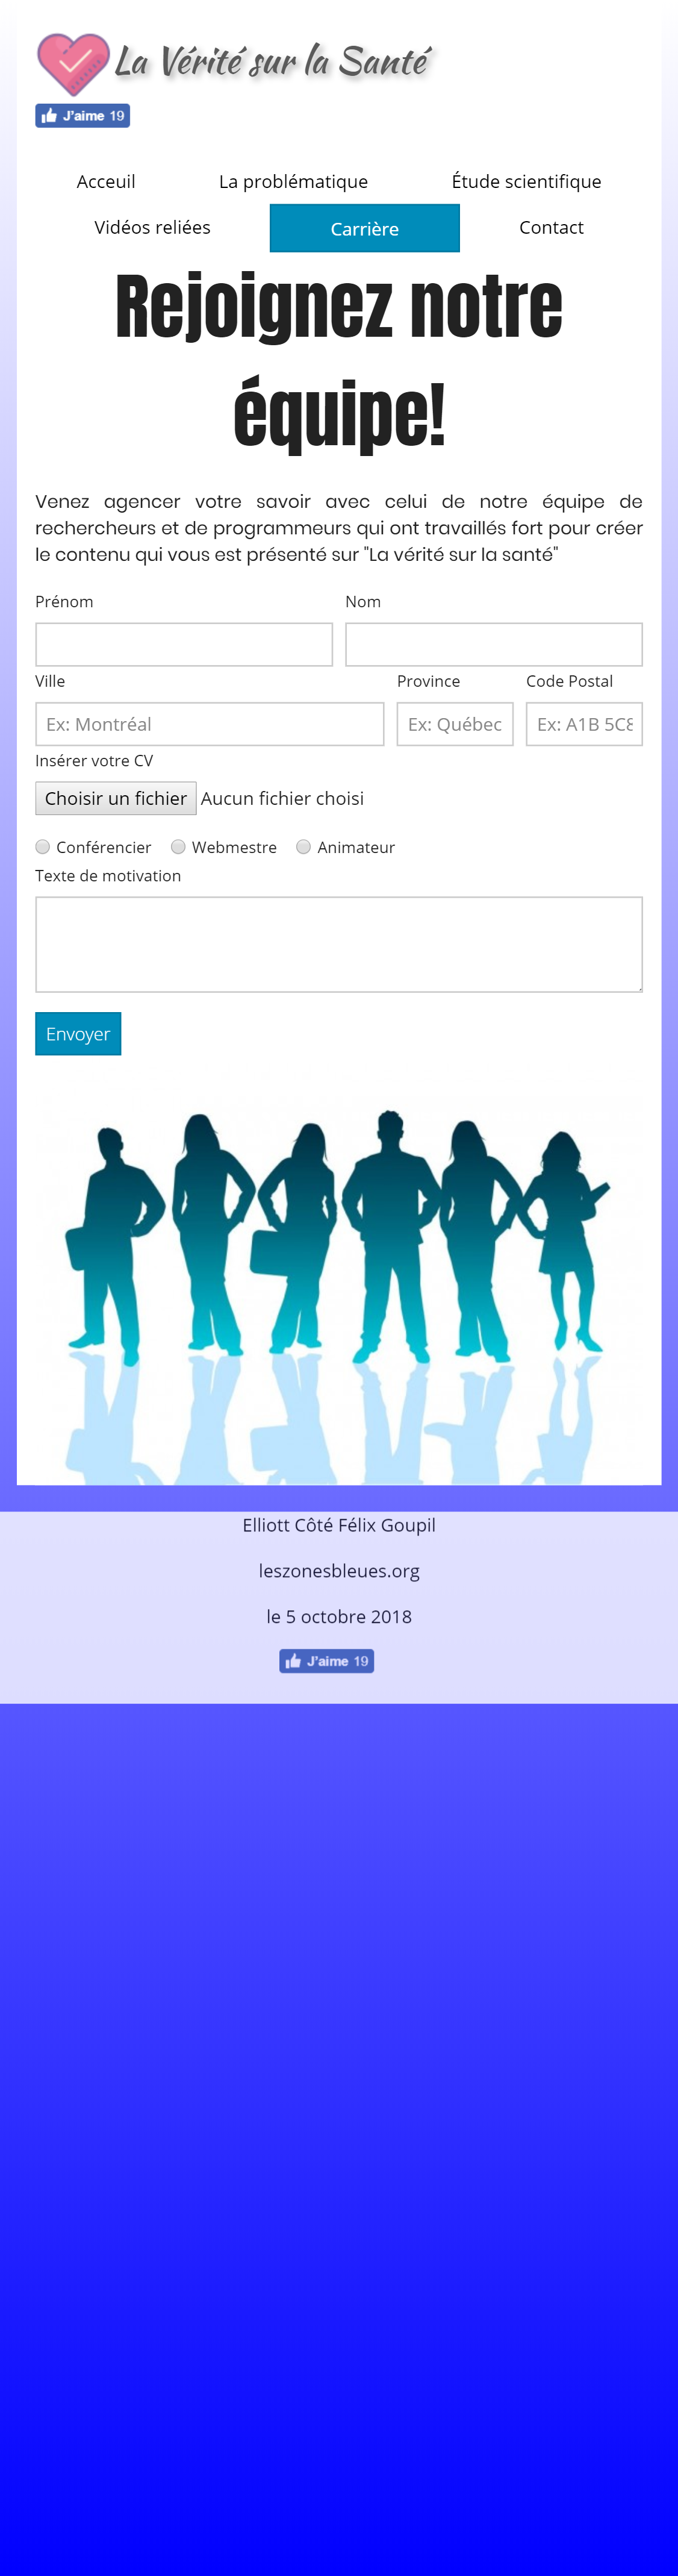 La Vérité sur la Santé
J'aime 19
Acceuil La problématique Étude scientifique
Vidéos reliées Carrière Contact
Rejoignez notre
équipe!
Venez agencer votre savoir avec celui de notre équipe de
rechercheurs et de programmeurs qui ont travaillés fort pour créer
le contenu qui vous est présenté sur "La vérité sur la santé"
Prénom Nom
Ville Province Code Postal
Ex: Montréal Ex: Québec Ex: A1B 5C8
Insérer votre CV
Choisir un fichier Aucun fichier choisi
Conférencier Webmestre Animateur
Texte de motivation
Envoyer
Elliott Côté Félix Goupil
leszonesbleues.org
le 5 octobre 2018
J'aime 19